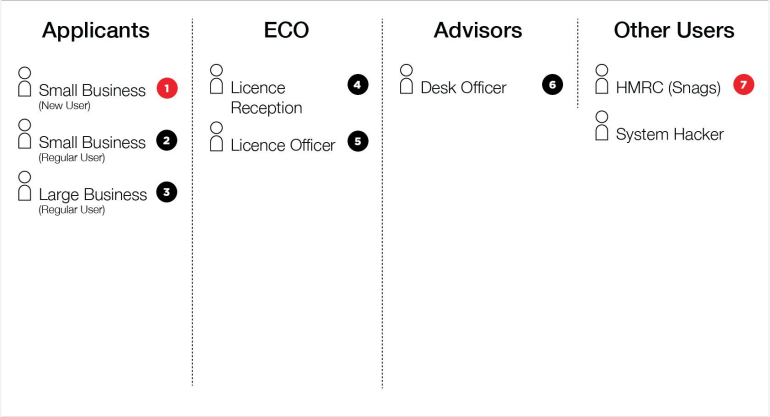 Applicants
Small Business 1
(New User)
Small Business 2
(Regular User)
Large Business 3
(Regular User)
ECO
Licence 4
Reception
Licence Officer 5
Advisors
Desk Officer 6
Other Users
HMRC (Snags) 7
System Hacker